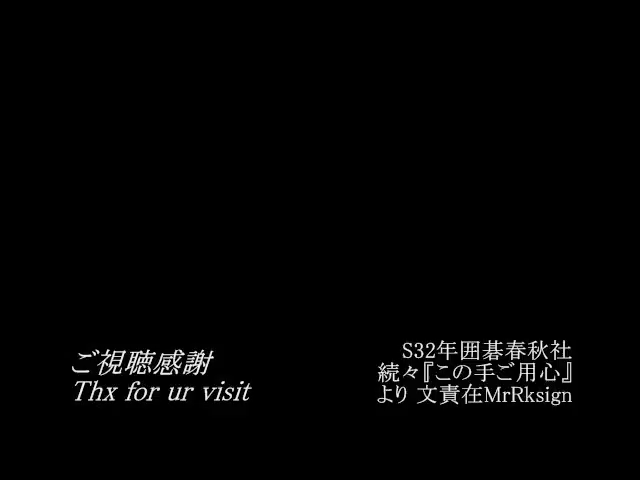 ご視聴感謝
Thx for ur visit
S32年囲碁春秋社
続々『この手ご用心』
より 文責在MrRksign